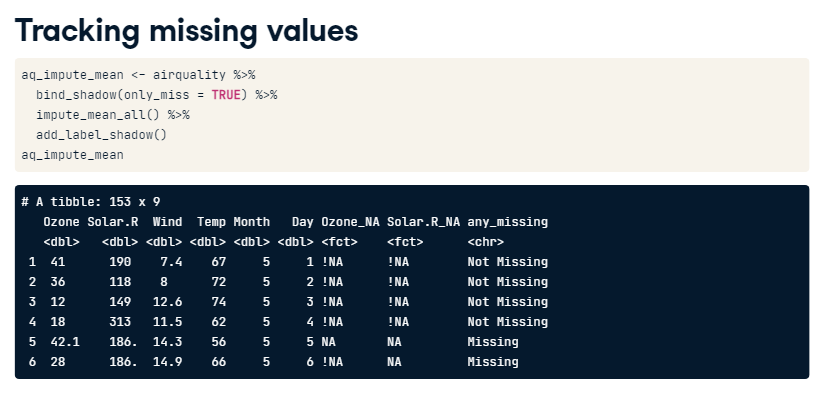 Tracking missing values
aq_impute_mean <- airquality %>%
  bind_shadow(only_miss = TRUE) %>%
  impute_mean_all() %>%
  add_label_shadow()
aq_impute_mean
# A tibble: 153 x 9
   Ozone Solar.R  Wind  Temp Month   Day Ozone_NA Solar.R_NA any_missing
   <dbl>   <dbl> <dbl> <dbl> <dbl> <dbl> <fct>    <fct>      <chr>
 1  41      190    7.4    67     5     1 !NA      !NA        Not Missing
 2  36      118    8      72     5     2 !NA      !NA        Not Missing
 3  12      149   12.6    74     5     3 !NA      !NA        Not Missing
 4  18      313   11.5    62     5     4 !NA      !NA        Not Missing
 5  42.1    186.  14.3    56     5     5 NA       NA         Missing
 6  28      186.  14.9    66     5     6 !NA      NA         Missing